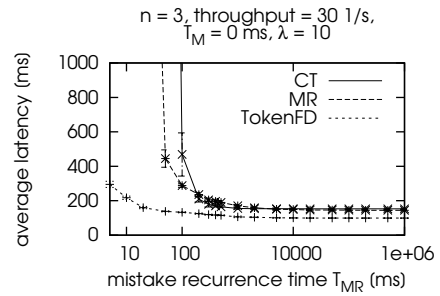 n = 3, throughput = 30 1/s,
T_M = 0 ms, λ = 10
average latency (ms)
1000
800
600
400
200
0
CT
MR
TokenFD
10 100 10000 1e+06
mistake recurrence time T_MR (ms)